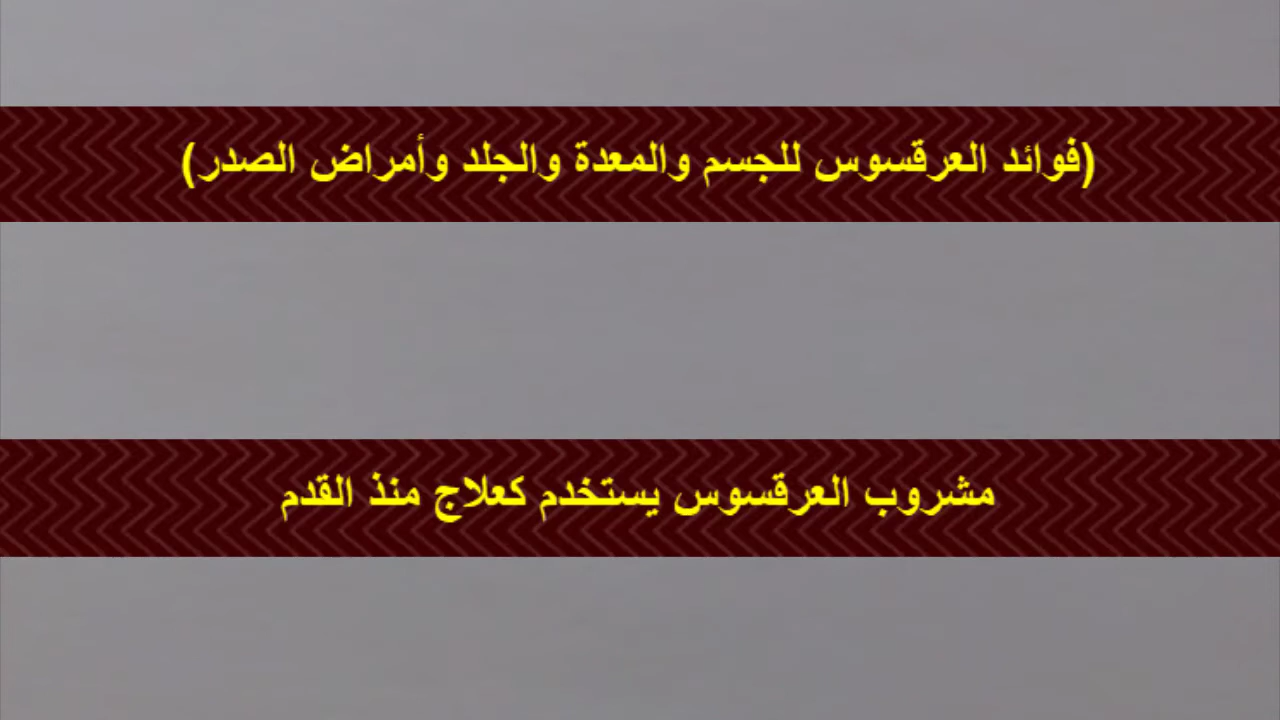 (فوائد العرقسوس للجسم والمعدة والجلد وأمراض الصدر)
مشروب العرقسوس يستخدم كعلاج منذ القدم